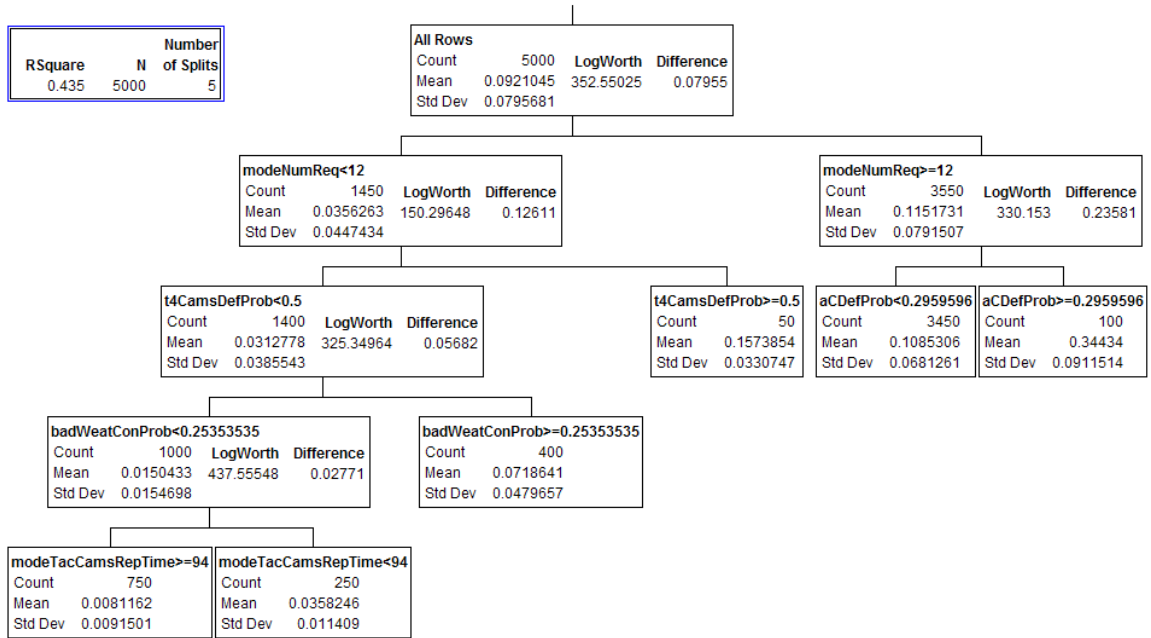 Number
RSquare N of Splits
0.435 5000 5
All Rows
Count 5000 LogWorth Difference
Mean 0.0921045 352.55025 0.07955
Std Dev 0.0795681
modeNumReq<12
Count 1450 LogWorth Difference
Mean 0.0356263 150.29648 0.12611
Std Dev 0.0447434
modeNumReq>=12
Count 3550 LogWorth Difference
Mean 0.1151731 330.153 0.23581
Std Dev 0.0791507
t4CamsDefProb<0.5
Count 1400 LogWorth Difference
Mean 0.0312778 325.34964 0.05682
Std Dev 0.0385543
t4CamsDefProb>=0.5
Count 50
Mean 0.1573854
Std Dev 0.0330747
aCDefProb<0.2959596
Count 3450
Mean 0.1085306
Std Dev 0.0681261
aCDefProb>=0.2959596
Count 100
Mean 0.34434
Std Dev 0.0911514
badWeatConProb<0.25353535
Count 1000 LogWorth Difference
Mean 0.0150433 437.55548 0.02771
Std Dev 0.0154698
badWeatConProb>=0.25353535
Count 400
Mean 0.0718641
Std Dev 0.0479657
modeTacCamsRepTime>=94
Count 750
Mean 0.0081162
Std Dev 0.0091501
modeTacCamsRepTime<94
Count 250
Mean 0.0358246
Std Dev 0.011409